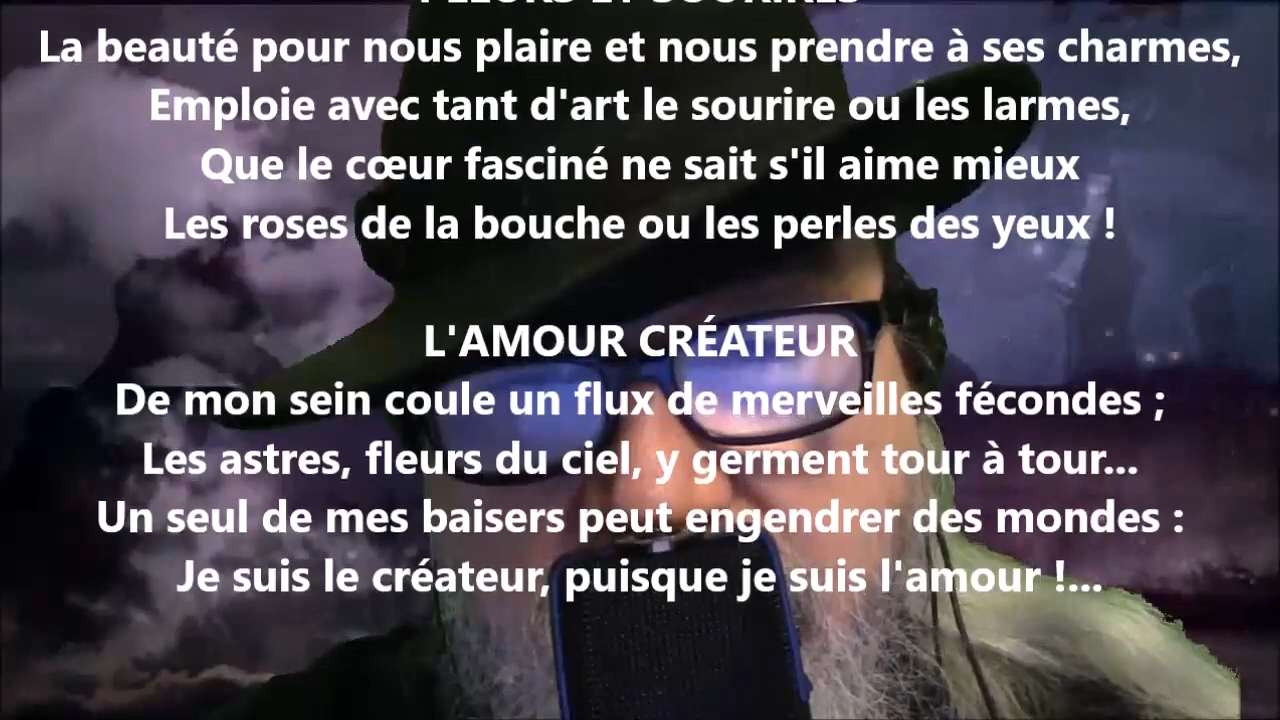 FLEURS ET SOURIRES
La beauté pour nous plaire et nous prendre à ses charmes,
Emploie avec tant d'art le sourire ou les larmes,
Que le cœur fasciné ne sait s'il aime mieux
Les roses de la bouche ou les perles des yeux !
L'AMOUR CRÉATEUR
De mon sein coule un flux de merveilles fécondes ;
Les astres, fleurs du ciel, y germent tour à tour...
Un seul de mes baisers peut engendrer des mondes :
Je suis le créateur, puisque je suis l'amour !...